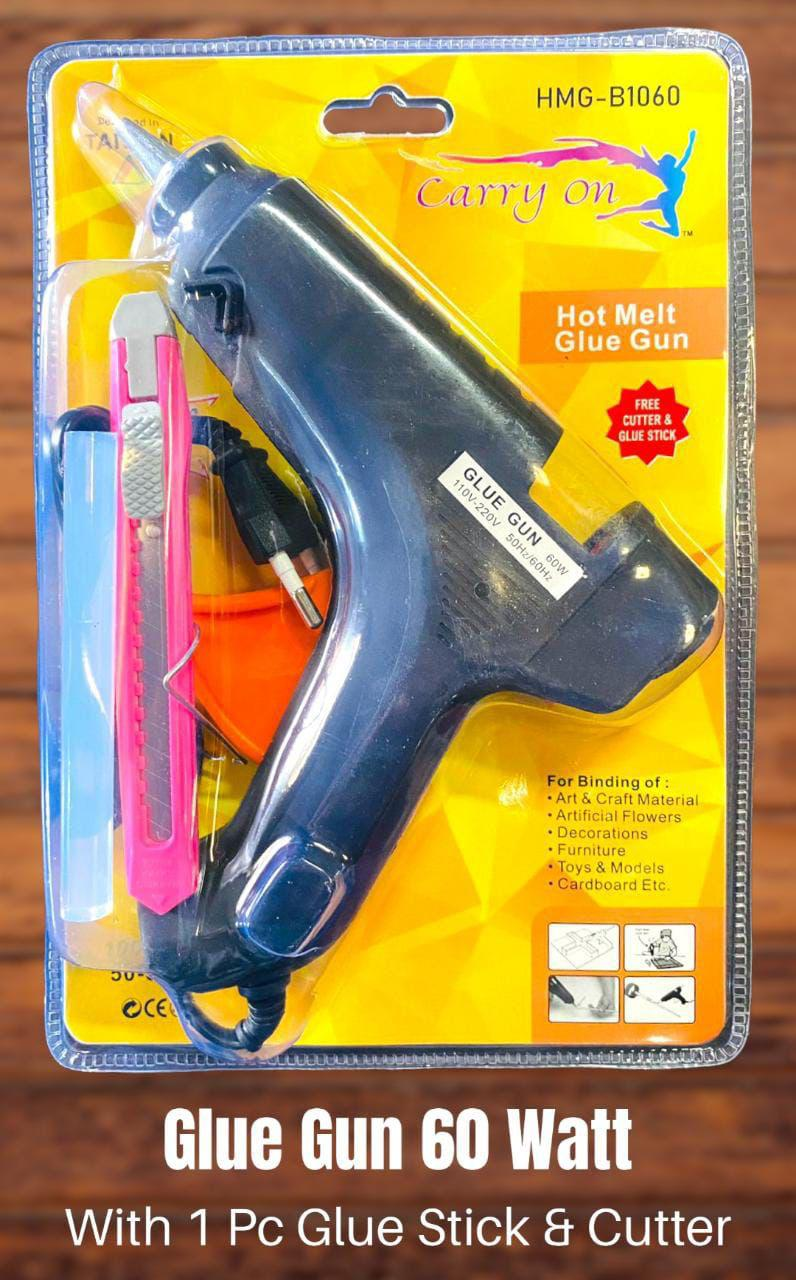 HMG-B1060
Carry on
TM
Hot Melt
Glue Gun
FREE
CUTTER &
GLUE STICK
GLUE GUN 60W
110V-220V 50Hz/60Hz
For Binding of :
• Art & Craft Material
• Artificial Flowers
• Decorations
• Furniture
• Toys & Models
• Cardboard Etc.
CE
Glue Gun 60 Watt
With 1 Pc Glue Stick & Cutter